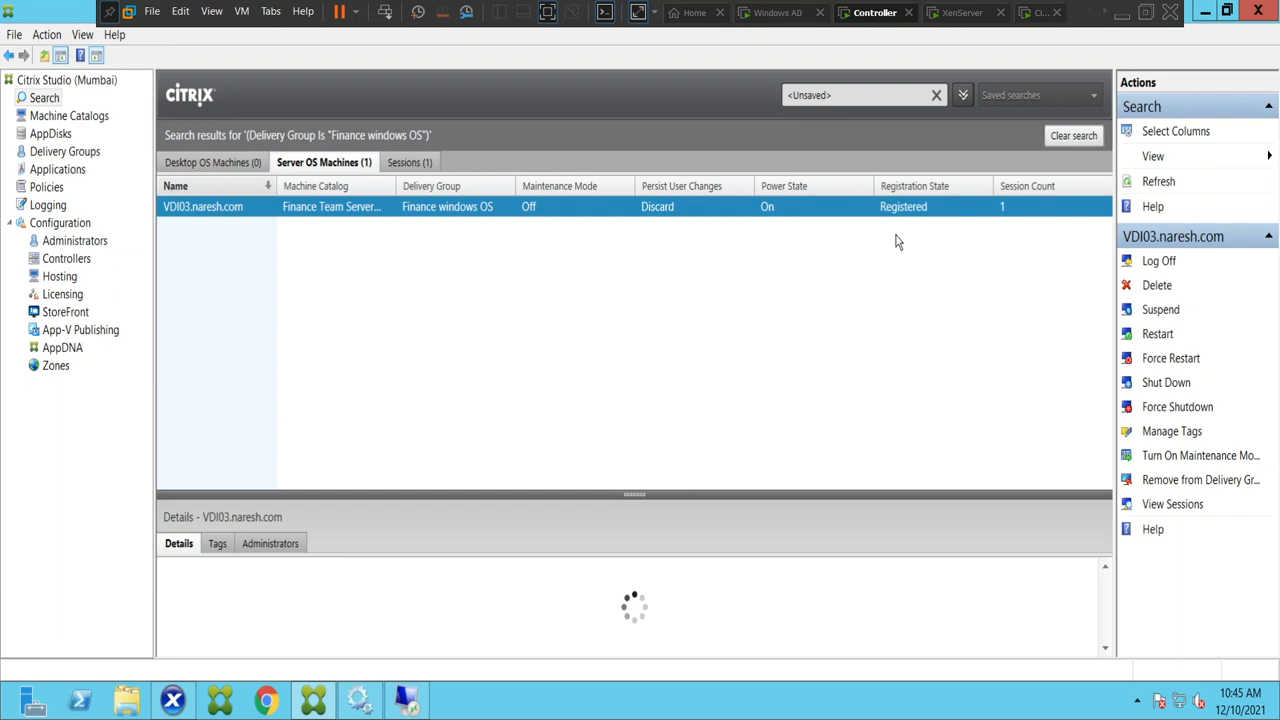 File Edit View VM Tabs Help Home Windows AD Controller XenServer Ci...
File Action View Help
Citrix Studio (Mumbai)
Search
Machine Catalogs
AppDisks
Delivery Groups
Applications
Policies
Logging
Configuration
Administrators
Controllers
Hosting
Licensing
StoreFront
App-V Publishing
AppDNA
Zones
CITRIX
<Unsaved> Saved searches
Search results for '(Delivery Group Is "Finance windows OS")' Clear search
Desktop OS Machines (0) Server OS Machines (1) Sessions (1)
Name Machine Catalog Delivery Group Maintenance Mode Persist User Changes Power State Registration State Session Count
VDI03.naresh.com Finance Team Server... Finance windows OS Off Discard On Registered 1
Details - VDI03.naresh.com
Details Tags Administrators
Actions
Search
Select Columns
View
Refresh
Help
VDI03.naresh.com
Log Off
Delete
Suspend
Restart
Force Restart
Shut Down
Force Shutdown
Manage Tags
Turn On Maintenance Mo...
Remove from Delivery Gr...
View Sessions
Help
10:45 AM
12/10/2021